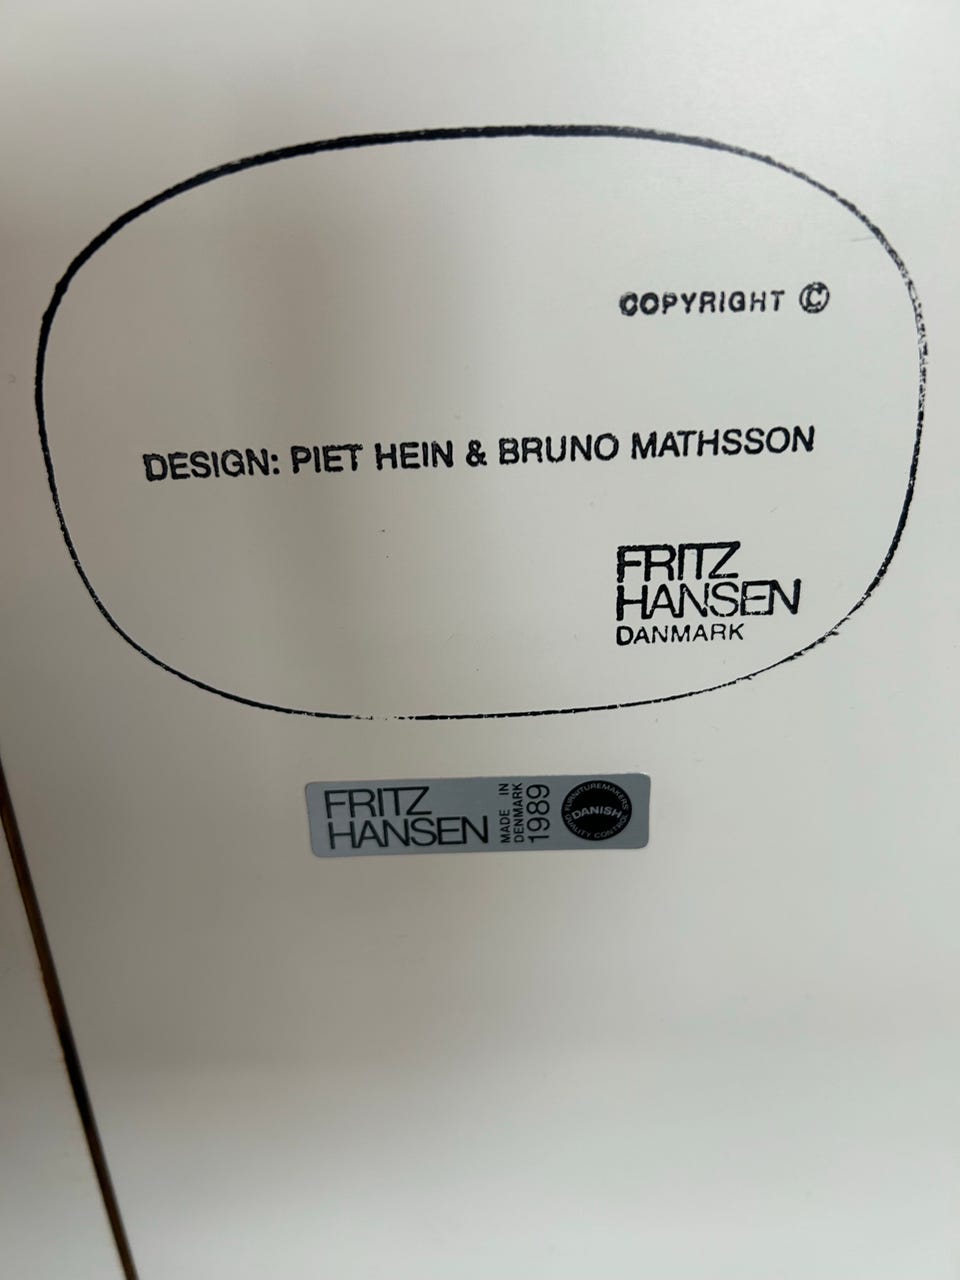 COPYRIGHT ©
DESIGN: PIET HEIN & BRUNO MATHSSON
FRITZ
HANSEN
DANMARK
FRITZ
HANSEN
MADE IN
DENMARK
1989
FURNITUREMAKERS'
DANISH
QUALITY CONTROL